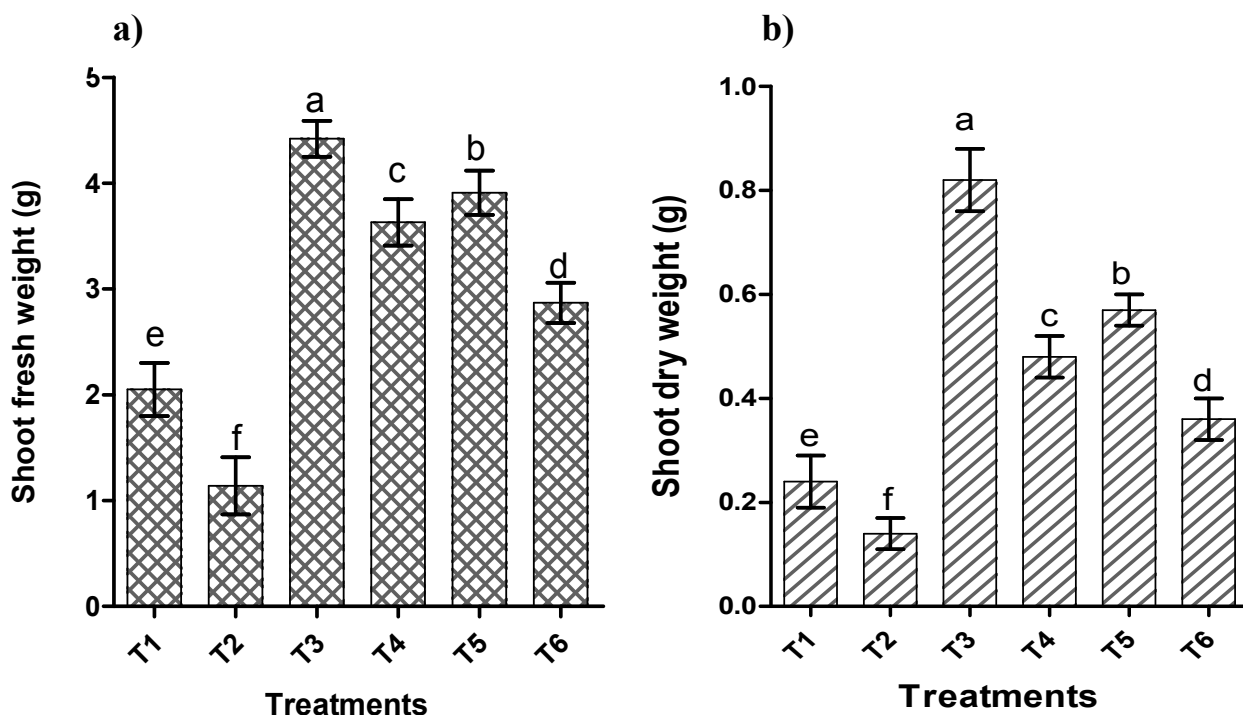 a)
Shoot fresh weight (g)
5
4
3
2
1
0
e
f
a
c
b
d
T1
T2
T3
T4
T5
T6
Treatments
b)
Shoot dry weight (g)
1.0
0.8
0.6
0.4
0.2
0.0
e
f
a
c
b
d
T1
T2
T3
T4
T5
T6
Treatments